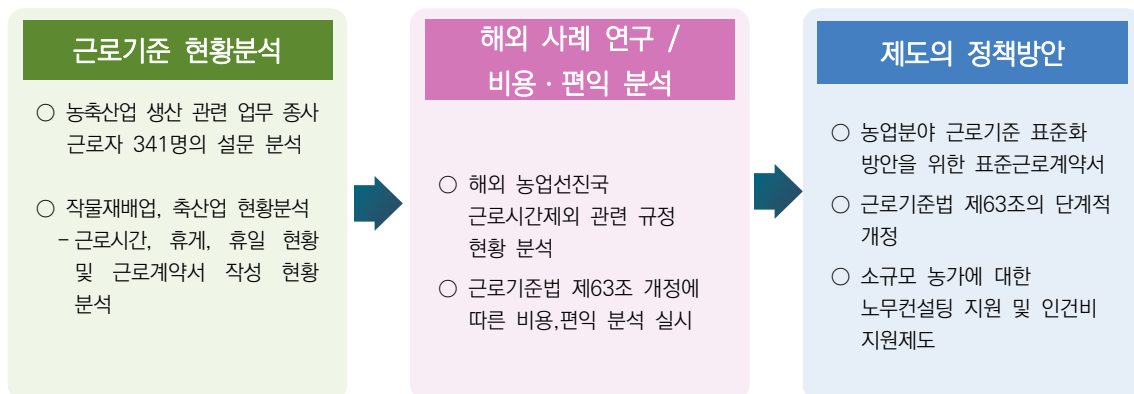 근로기준 현황분석
○ 농축산업 생산 관련 업무 종사
근로자 341명의 설문 분석
○ 작물재배업, 축산업 현황분석
- 근로시간, 휴게, 휴일 현황
및 근로계약서 작성 현황
분석
해외 사례 연구 /
비용·편익 분석
○ 해외 농업선진국
근로시간제외 관련 규정
현황 분석
○ 근로기준법 제63조 개정에
따른 비용,편익 분석 실시
제도의 정책방안
○ 농업분야 근로기준 표준화
방안을 위한 표준근로계약서
○ 근로기준법 제63조의 단계적
개정
○ 소규모 농가에 대한
노무컨설팅 지원 및 인건비
지원제도